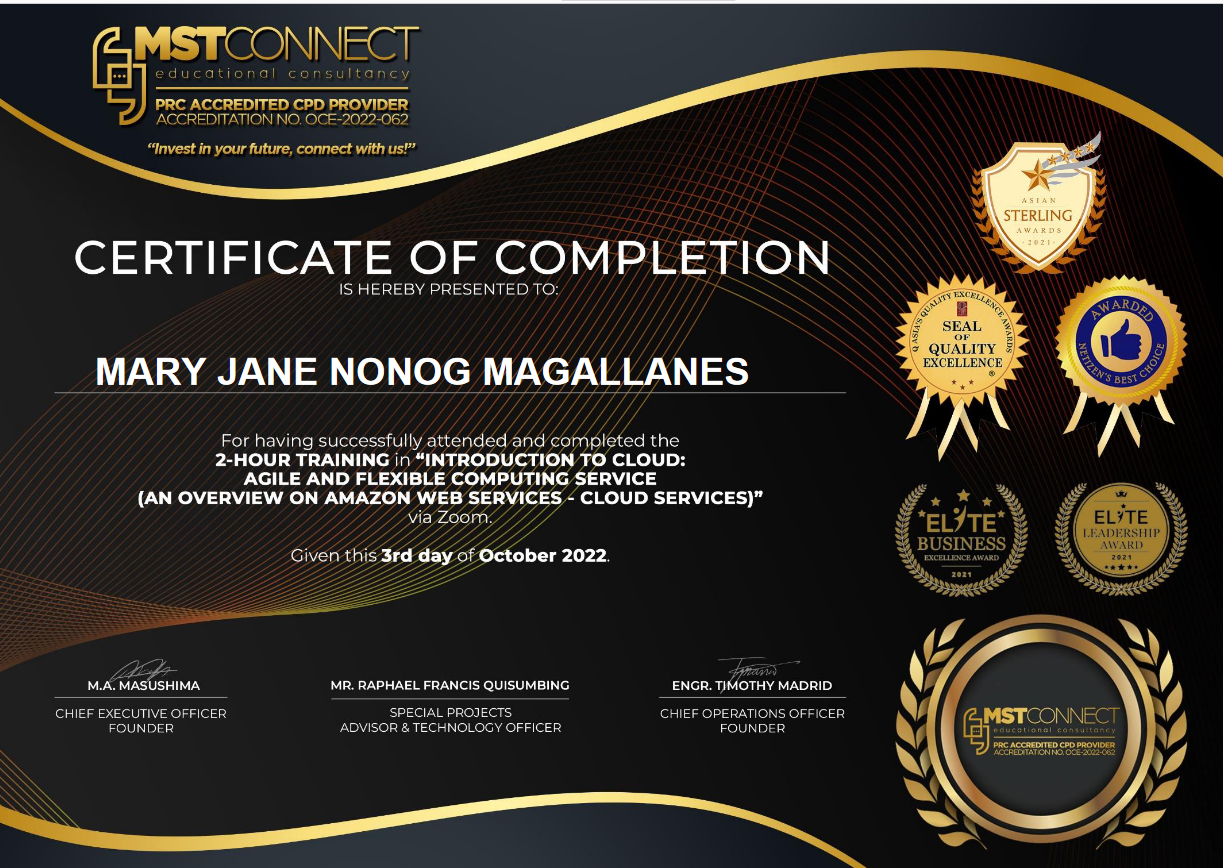 MSTCONNECT
educational consultancy
PRC ACCREDITED CPD PROVIDER
ACCREDITATION NO. OCE-2022-062
“Invest in your future, connect with us!”
CERTIFICATE OF COMPLETION
IS HEREBY PRESENTED TO:
MARY JANE NONOG MAGALLANES
For having successfully attended and completed the
2-HOUR TRAINING in “INTRODUCTION TO CLOUD:
AGILE AND FLEXIBLE COMPUTING SERVICE
(AN OVERVIEW ON AMAZON WEB SERVICES - CLOUD SERVICES)”
via Zoom.
Given this 3rd day of October 2022.
M.A. MASUSHIMA
CHIEF EXECUTIVE OFFICER
FOUNDER
MR. RAPHAEL FRANCIS QUISUMBING
SPECIAL PROJECTS
ADVISOR & TECHNOLOGY OFFICER
ENGR. TIMOTHY MADRID
CHIEF OPERATIONS OFFICER
FOUNDER
ASIAN
STERLING
AWARDS
· 2021 ·
Q ASIA'S QUALITY EXCELLENCE AWARDS
SEAL
OF
QUALITY
EXCELLENCE
®
AWARDED
NETIZEN'S BEST CHOICE
ELITE
BUSINESS
EXCELLENCE AWARD
2021
ELITE
LEADERSHIP
AWARD
2021
MSTCONNECT
educational consultancy
PRC ACCREDITED CPD PROVIDER
ACCREDITATION NO. OCE-2022-062